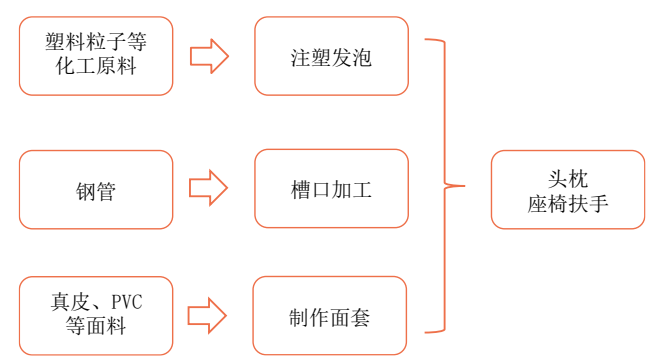 塑料粒子等
化工原料
注塑发泡
钢管
槽口加工
头枕
座椅扶手
真皮、PVC
等面料
制作面套